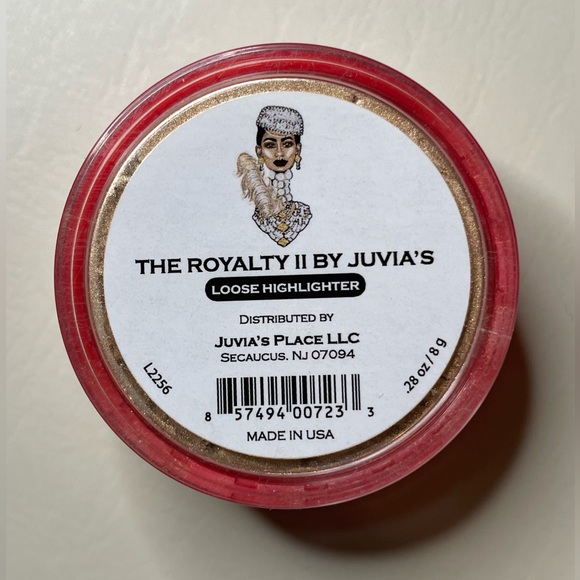 THE ROYALTY II BY JUVIA'S
LOOSE HIGHLIGHTER
DISTRIBUTED BY
JUVIA'S PLACE LLC
SECAUCUS, NJ 07094
L2256
.28 oz / 8 g
8 57494 00723 3
MADE IN USA